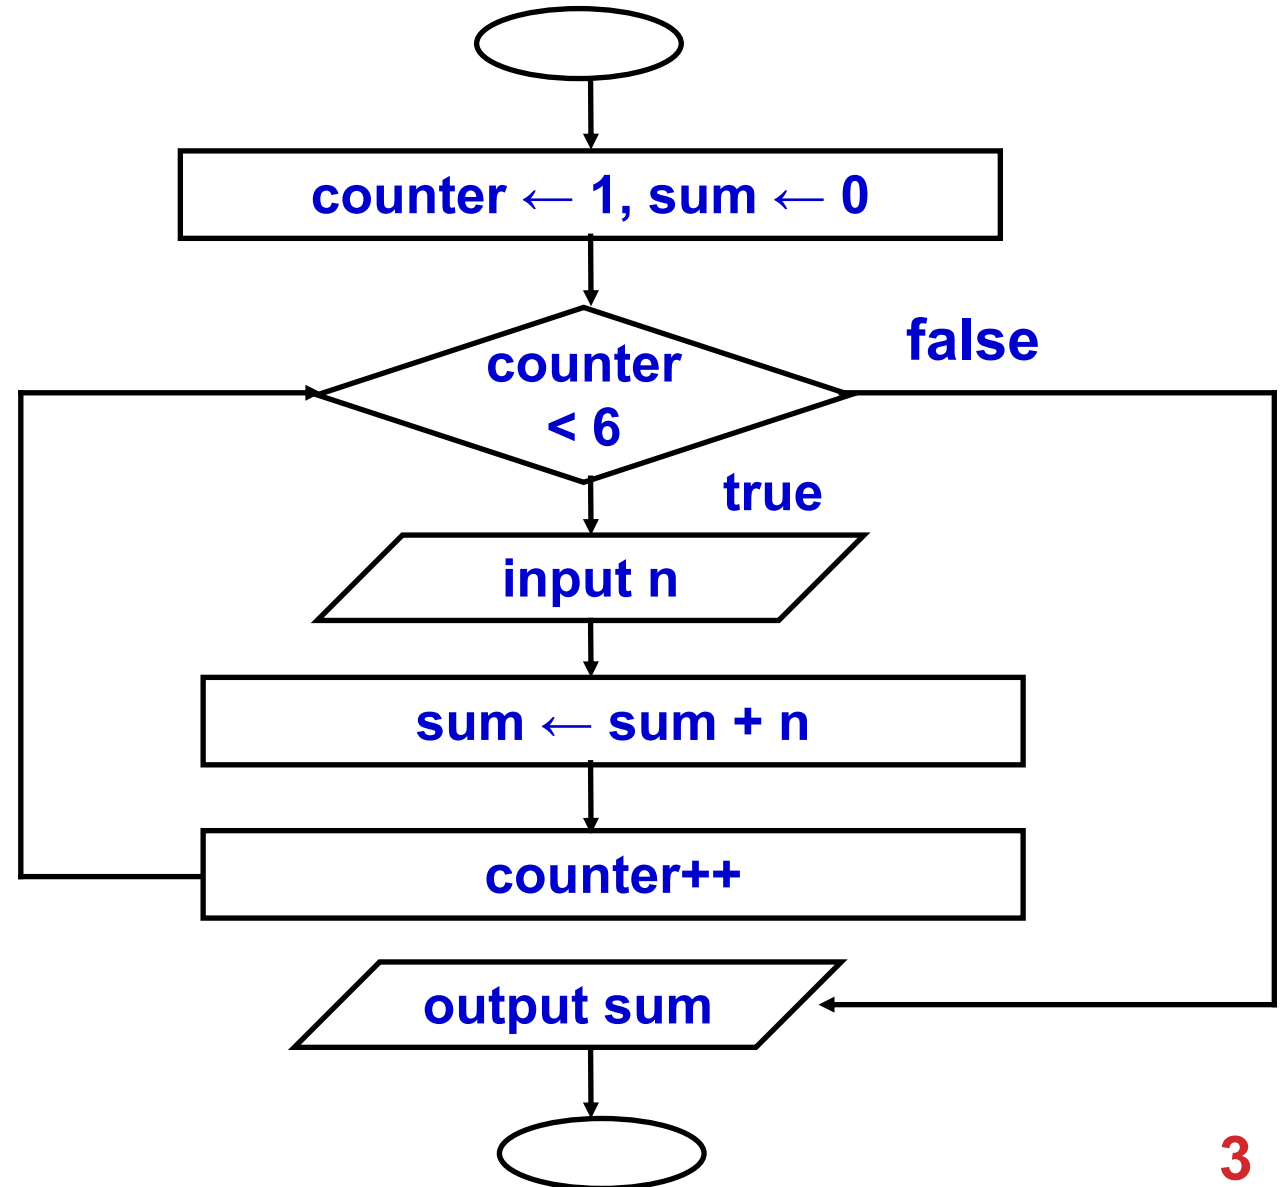 counter ← 1, sum ← 0
false
counter
< 6
true
input n
sum ← sum + n
counter++
output sum
3